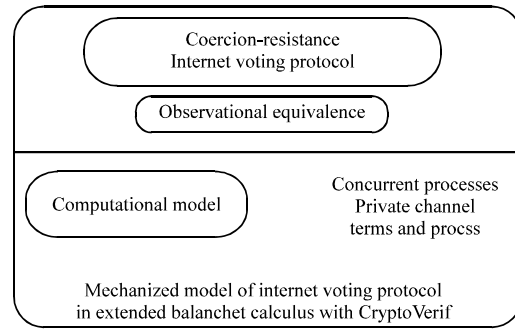 Coercion-resistance
Internet voting protocol
Observational equivalence
Computational model
Concurrent processes
Private channel
terms and procss
Mechanized model of internet voting protocol
in extended balanchet calculus with CryptoVerif